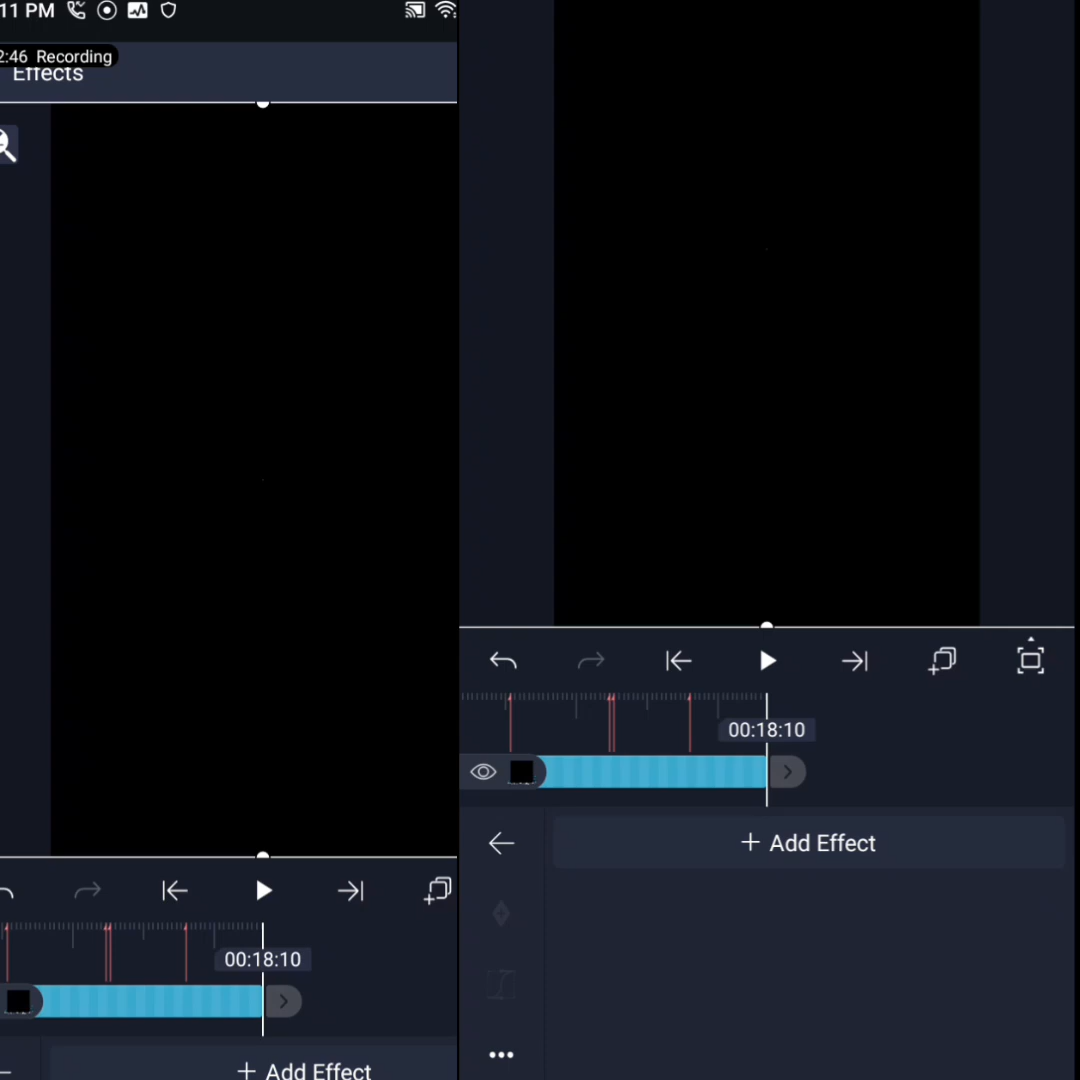 11 PM
2:46 Recording
Effects
00:18:10
+ Add Effect
00:18:10
+ Add Effect